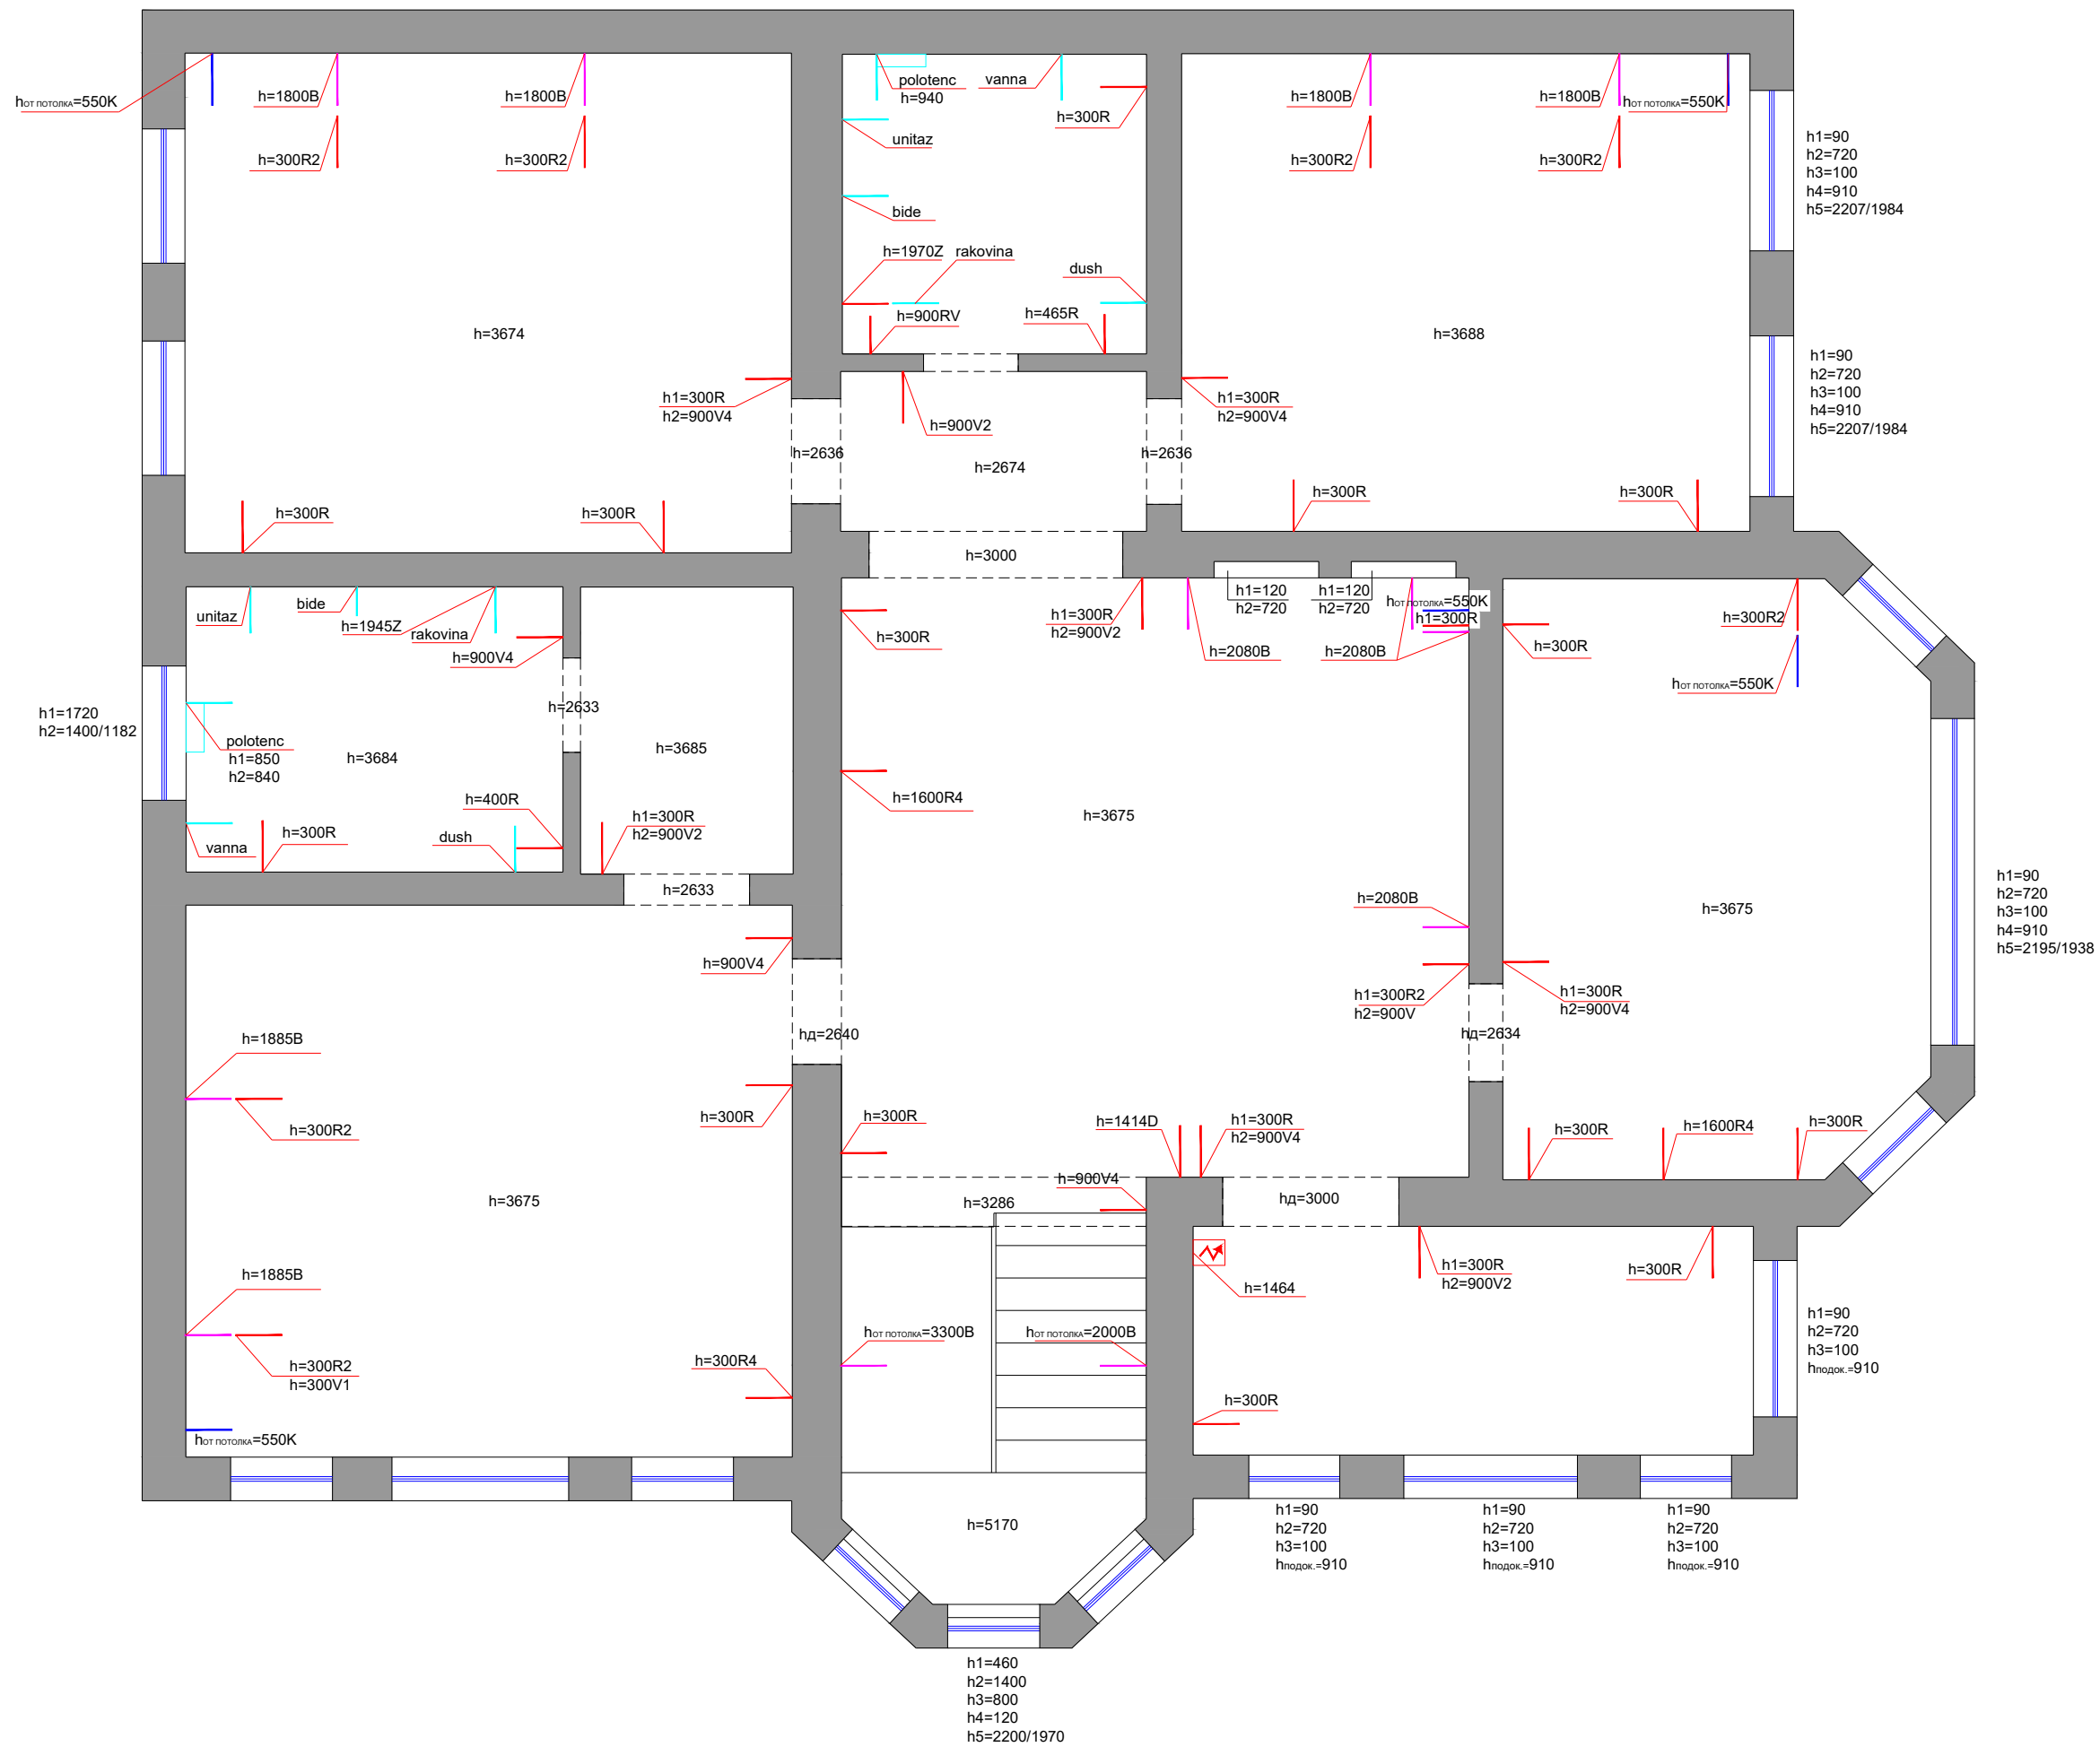 hОТ ПОТОЛКА=550K
h=1800B
h=1800B
h=300R2
h=300R2
polotenc
h=940
vanna
h=300R
unitaz
bide
h=1970Z
rakovina
dush
h=900RV
h=465R
h=1800B
h=1800B
hОТ ПОТОЛКА=550K
h=300R2
h=300R2
h1=90
h2=720
h3=100
h4=910
h5=2207/1984
h=3674
h=3688
h1=90
h2=720
h3=100
h4=910
h5=2207/1984
h1=300R
h2=900V4
h=900V2
h1=300R
h2=900V4
h=2636
h=2674
h=2636
h=300R
h=300R
h=300R
h=300R
h=3000
unitaz
bide
h=1945Z
rakovina
h=900V4
h=300R
h1=300R
h2=900V2
h=2080B
h1=120
h2=720
h1=120
h2=720
hОТ ПОТОЛКА=550K
h1=300R
h=2080B
h=300R
h=300R2
hОТ ПОТОЛКА=550K
h1=1720
h2=1400/1182
h=2633
polotenc
h1=850
h2=840
h=3684
h=3685
h=400R
h=1600R4
h=3675
vanna
h=300R
dush
h1=300R
h2=900V2
h=2633
h=2080B
h=3675
h1=90
h2=720
h3=100
h4=910
h5=2195/1938
h=900V4
h1=300R2
h2=900V
h1=300R
h2=900V4
hд=2640
hд=2634
h=1885B
h=300R2
h=300R
h=300R
h=1414D
h1=300R
h2=900V4
h=300R
h=1600R4
h=300R
h=3675
h=900V4
h=3286
hд=3000
h=1885B
h=300R2
h=300V1
h=300R4
hОТ ПОТОЛКА=3300B
hОТ ПОТОЛКА=2000B
h=1464
h1=300R
h2=900V2
h=300R
h1=90
h2=720
h3=100
hподок.=910
h=300R
hОТ ПОТОЛКА=550K
h=5170
h1=90
h2=720
h3=100
hподок.=910
h1=90
h2=720
h3=100
hподок.=910
h1=90
h2=720
h3=100
hподок.=910
h1=460
h2=1400
h3=800
h4=120
h5=2200/1970